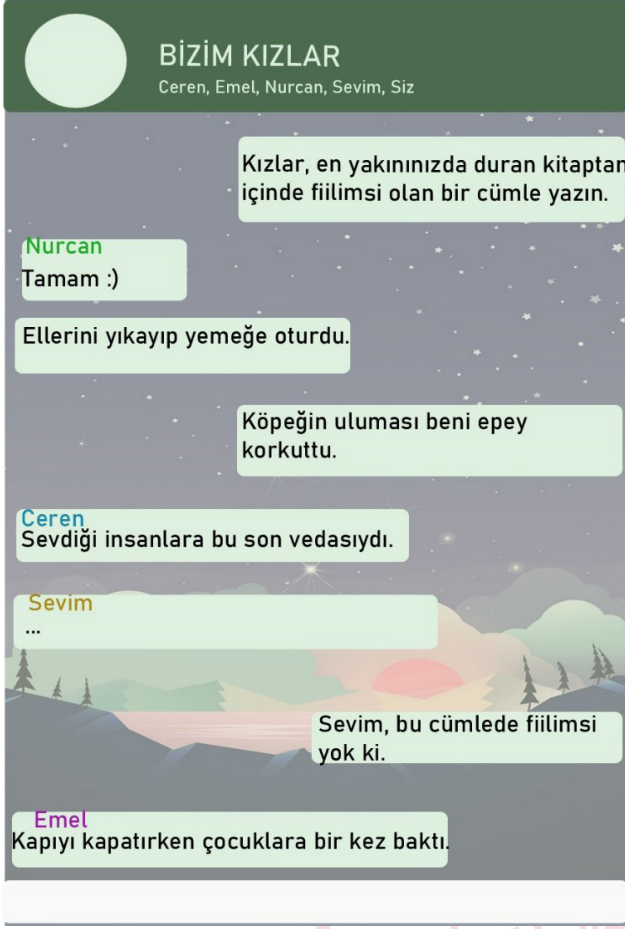 BİZİM KIZLAR
Ceren, Emel, Nurcan, Sevim, Siz
Kızlar, en yakınınızda duran kitaptan
içinde fiilimsi olan bir cümle yazın.
Nurcan
Tamam :)
Ellerini yıkayıp yemeğe oturdu.
Köpeğin uluması beni epey
korkuttu.
Ceren
Sevdiği insanlara bu son vedasıydı.
Sevim
...
Sevim, bu cümlede fiilimsi
yok ki.
Emel
Kapıyı kapatırken çocuklara bir kez baktı.